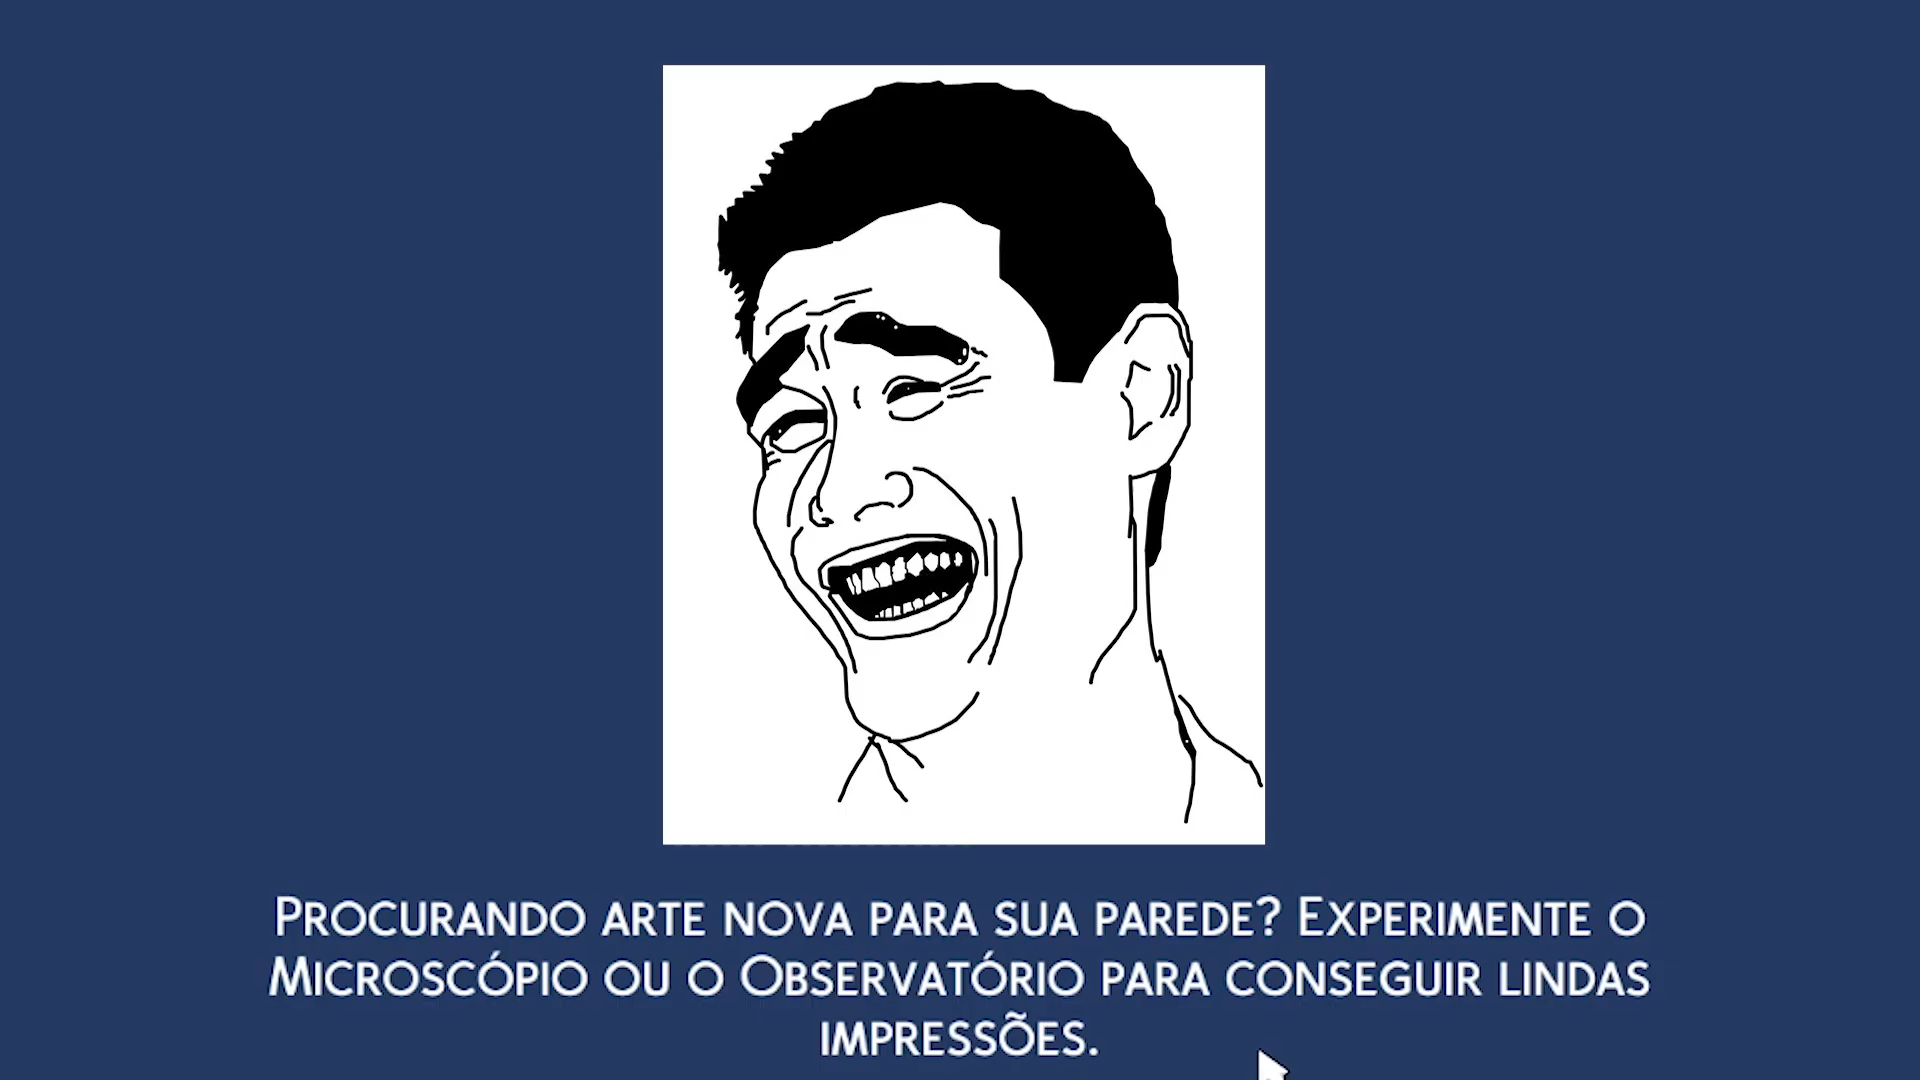 Procurando arte nova para sua parede? Experimente o
Microscópio ou o Observatório para conseguir lindas
impressões.